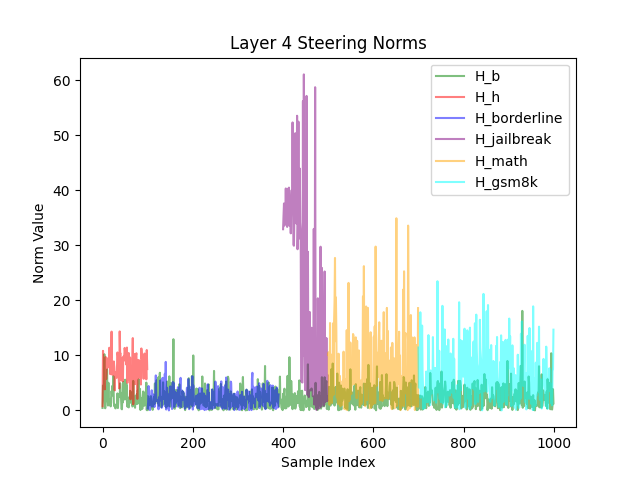 Layer 4 Steering Norms
Norm Value
60
50
40
30
20
10
0
H_b
H_h
H_borderline
H_jailbreak
H_math
H_gsm8k
0 200 400 600 800 1000
Sample Index